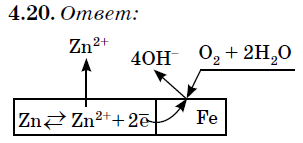 4.20. Ответ:
Zn²⁺
4OH⁻ O₂ + 2H₂O
Zn ⇄ Zn²⁺ + 2e̅ Fe